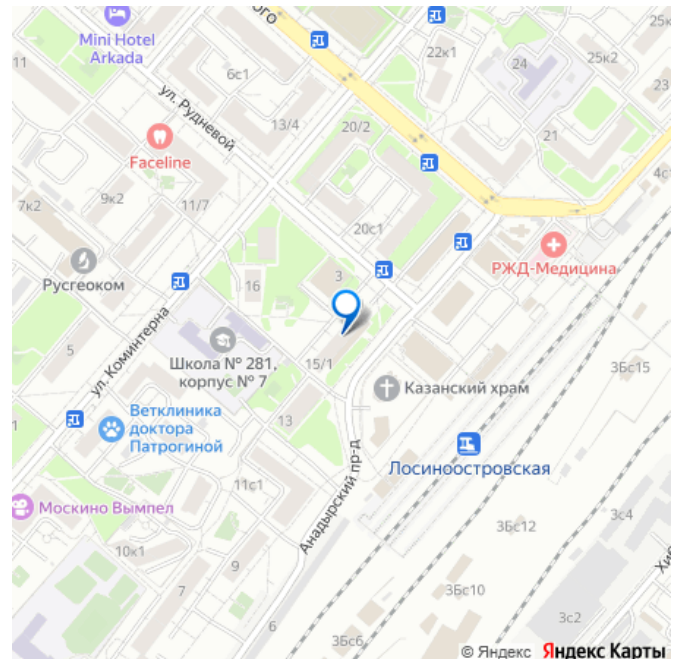 ого
Mini Hotel
Arkada
22к1
25к
24
25к2
11
6с1
23
ул. Рудневой
13/4
20/2
21
Faceline
4с
7к2
9к2
11/7
20с1
РЖД-Медицина
Русгеоком
16
3
5
ул. Коминтерна
Школа № 281,
корпус № 7
15/1
3Бс15
Казанский храм
13
Ветклиника
доктора
Патрогиной
Лосиноостровская
Анадырский пр-д
11с1
Москино Вымпел
3Бс12
3с4
10к1
9
7
3Бс10
Хиб
6
3Бс6
3с2
© Яндекс Яндекс Карты